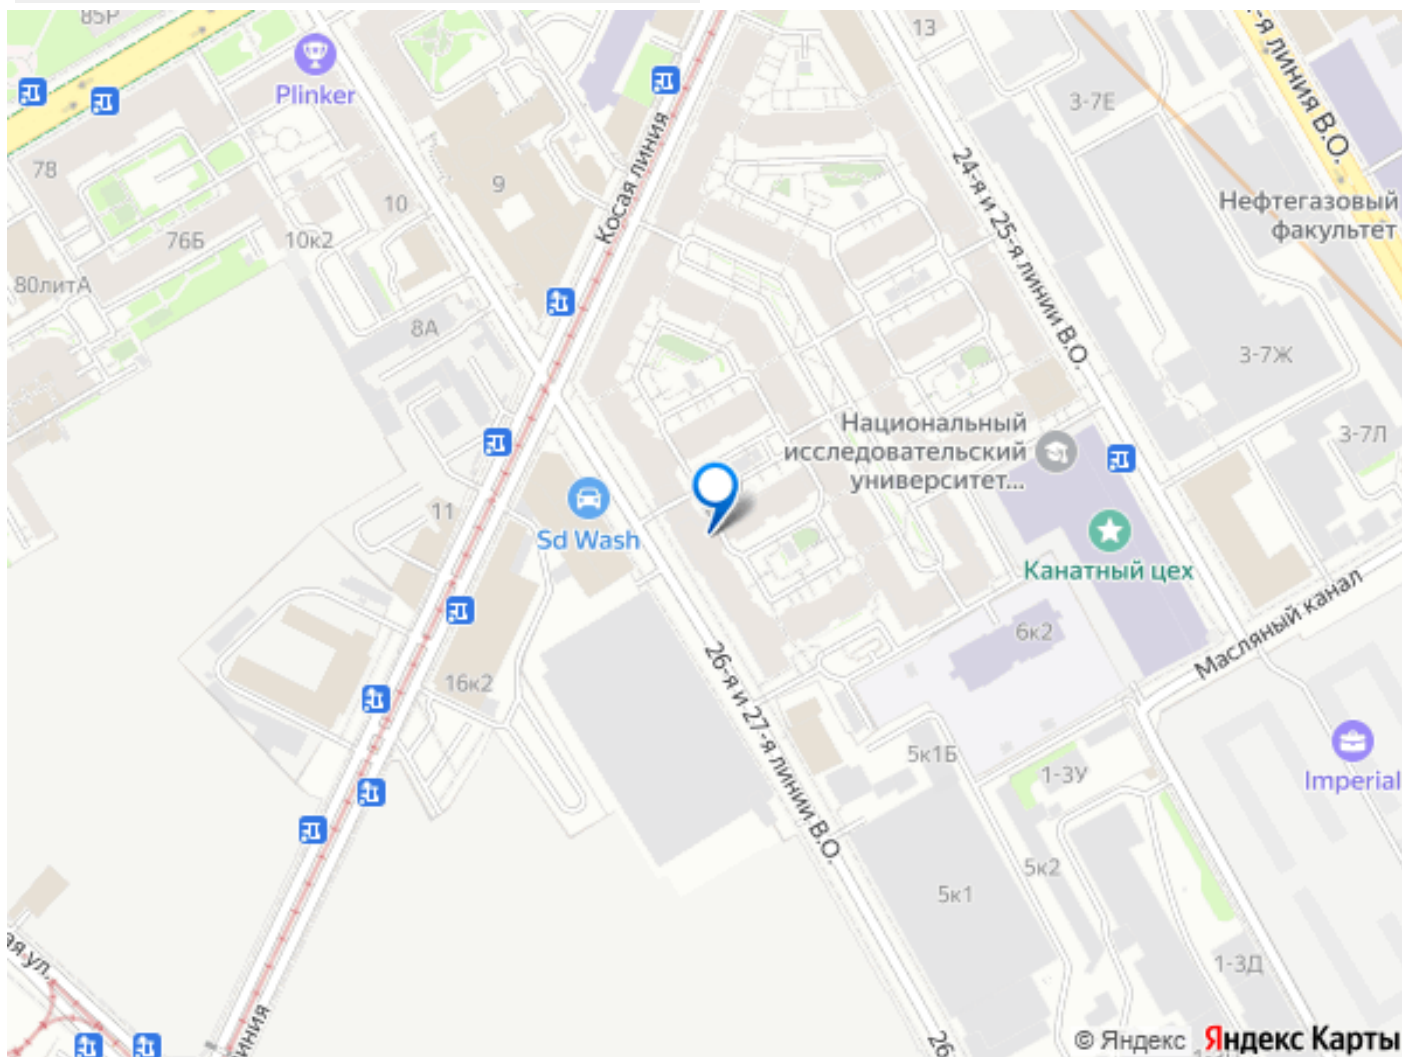 85Р
13
Plinker
3-7Е
-я линия В.О.
78
9
Косая линия
24-я и 25-я линии В.О.
Нефтегазовый
факультет
10
76Б
10к2
80литА
8А
3-7Ж
Национальный
исследовательский
университет...
3-7Л
11
Sd Wash
Канатный цех
Масляный канал
6к2
16к2
26-я и 27-я линии В.О.
5к1Б
1-3У
Imperial
5к2
5к1
1-3Д
ая ул.
линия
26
© Яндекс Яндекс Карты